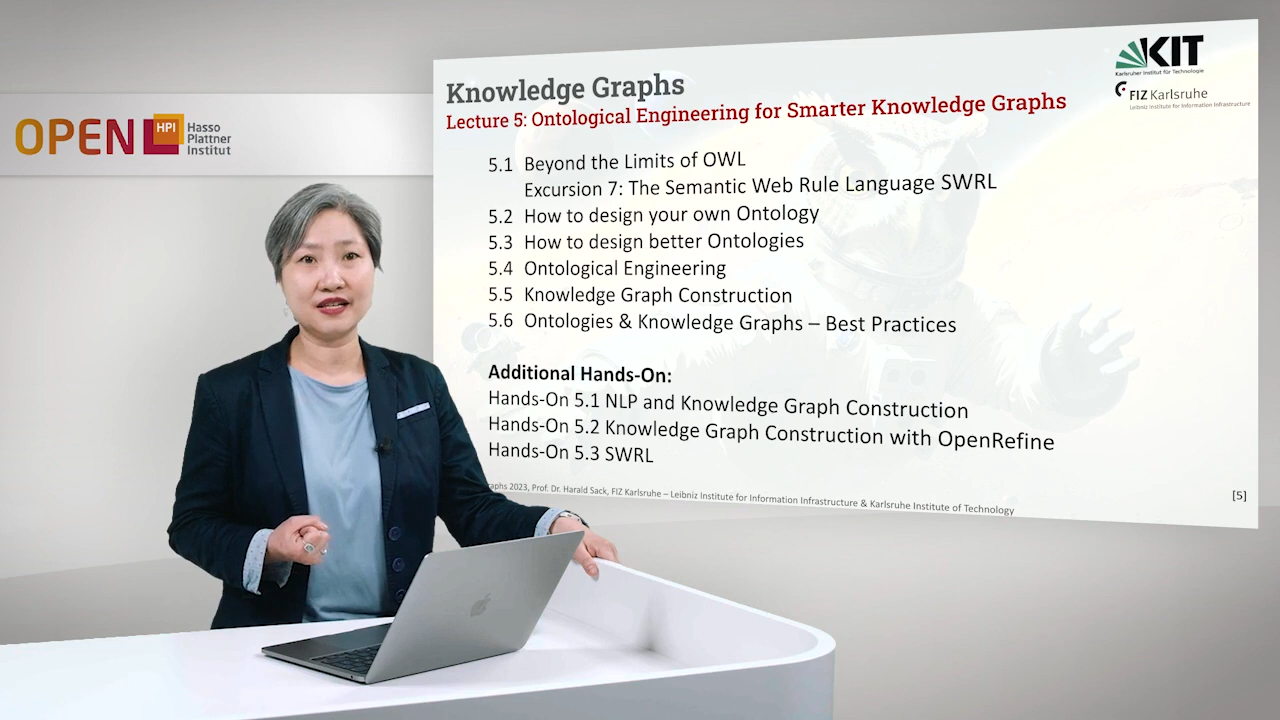 OPEN
HPI
Hasso
Plattner
Institut
KIT
Karlsruher Institut für Technologie
FIZ Karlsruhe
Leibniz Institute for Information Infrastructure
Knowledge Graphs
Lecture 5: Ontological Engineering for Smarter Knowledge Graphs
5.1 Beyond the Limits of OWL
Excursion 7: The Semantic Web Rule Language SWRL
5.2 How to design your own Ontology
5.3 How to design better Ontologies
5.4 Ontological Engineering
5.5 Knowledge Graph Construction
5.6 Ontologies & Knowledge Graphs – Best Practices
Additional Hands-On:
Hands-On 5.1 NLP and Knowledge Graph Construction
Hands-On 5.2 Knowledge Graph Construction with OpenRefine
Hands-On 5.3 SWRL
2023, Prof. Dr. Harald Sack, FIZ Karlsruhe – Leibniz Institute for Information Infrastructure & Karlsruhe Institute of Technology
[5]